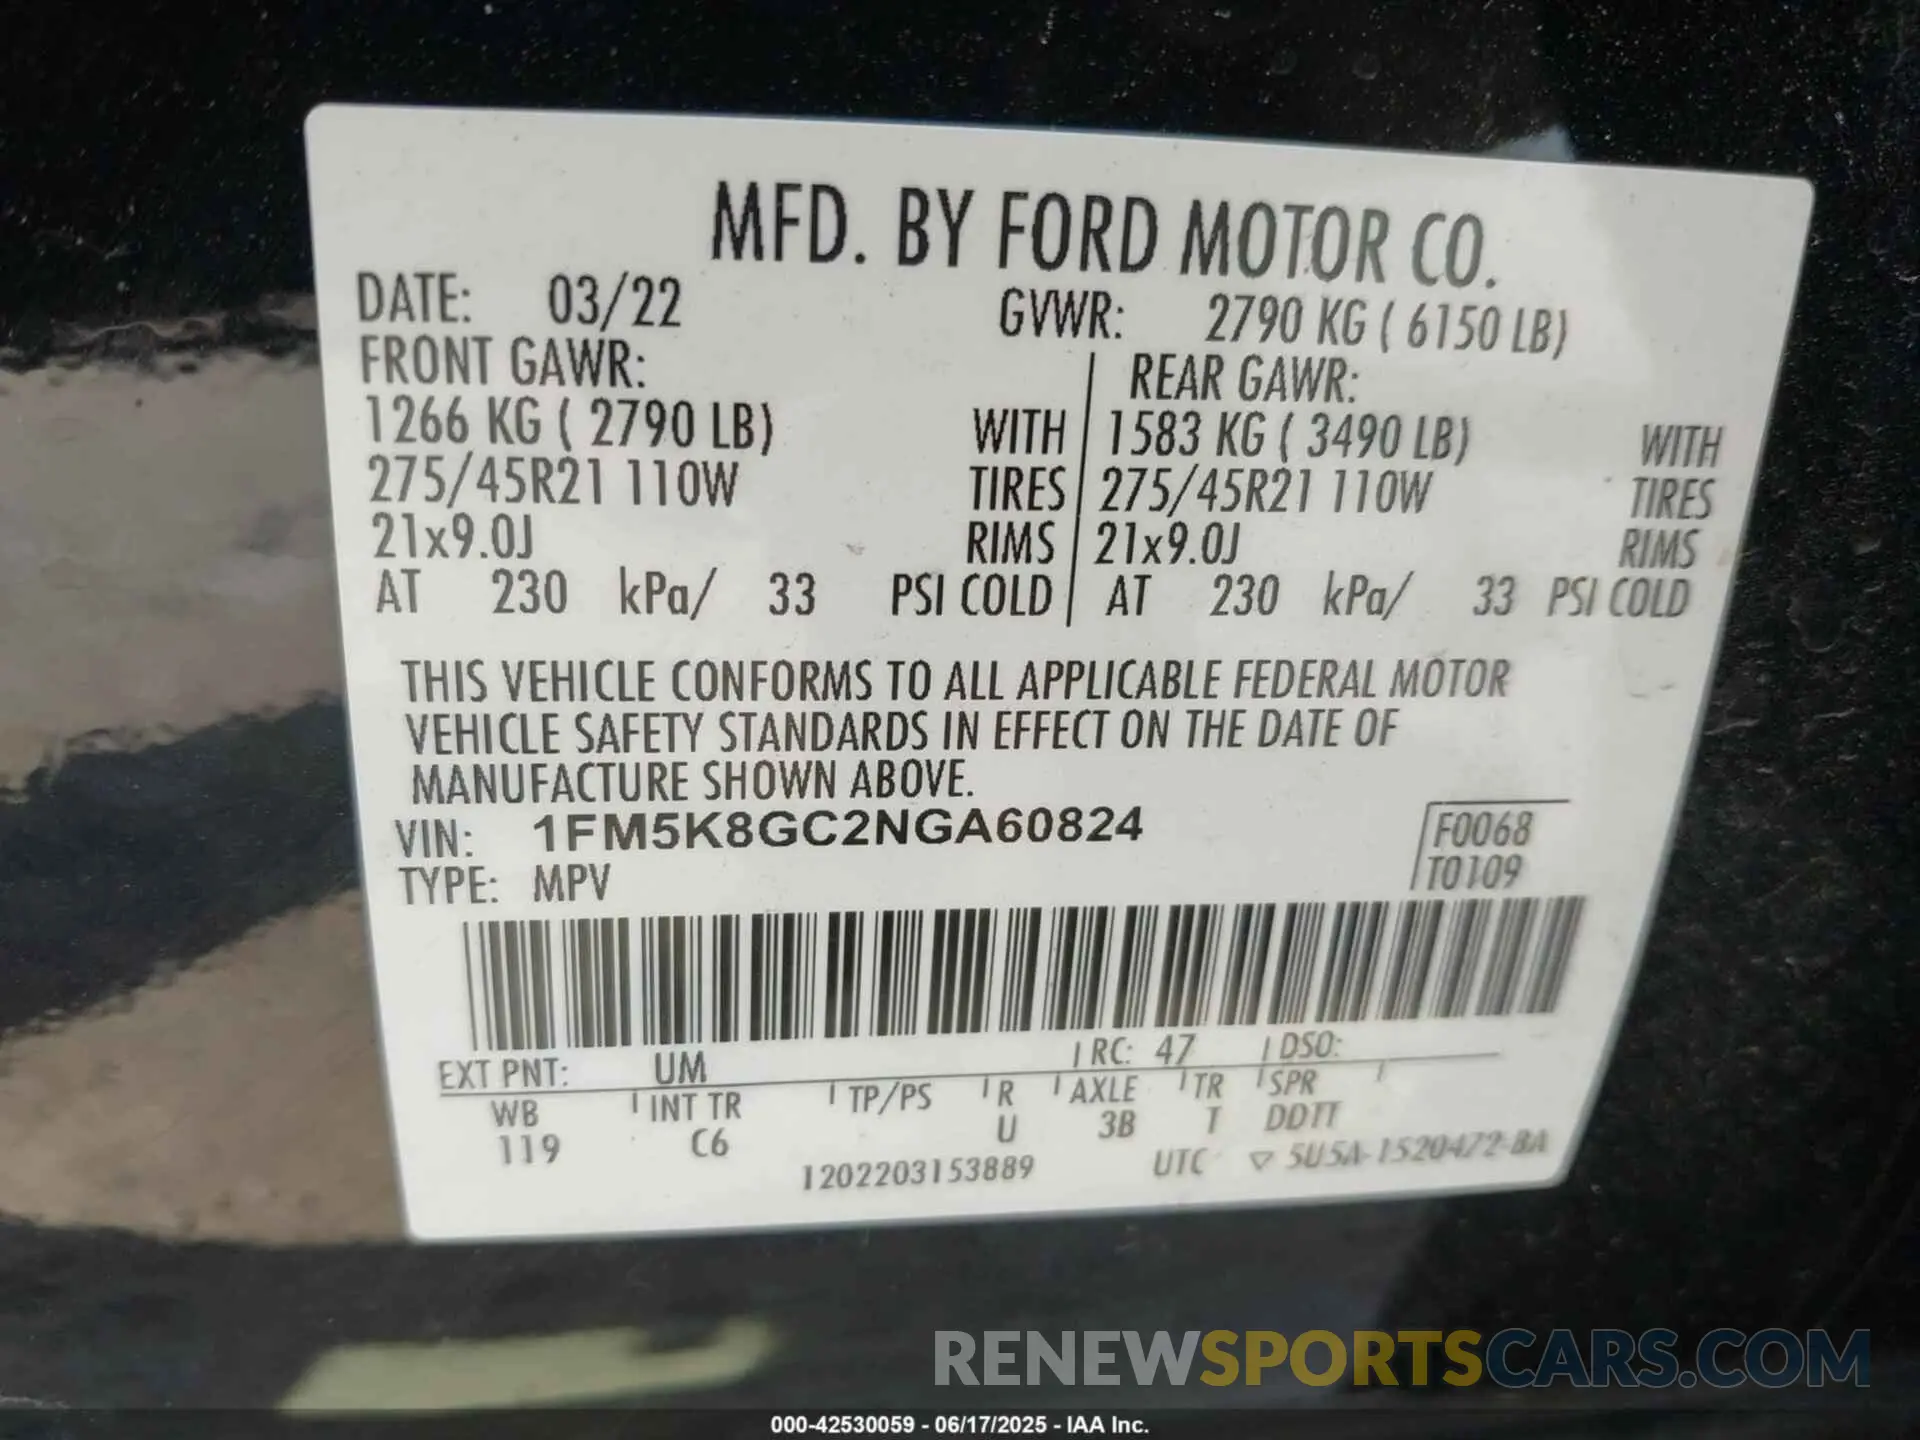 MFD. BY FORD MOTOR CO.
DATE: 03/22 GVWR: 2790 KG ( 6150 LB)
FRONT GAWR: REAR GAWR:
1266 KG ( 2790 LB) WITH 1583 KG ( 3490 LB) WITH
275/45R21 110W TIRES 275/45R21 110W TIRES
21x9.0J RIMS 21x9.0J RIMS
AT 230 kPa/ 33 PSI COLD AT 230 kPa/ 33 PSI COLD
THIS VEHICLE CONFORMS TO ALL APPLICABLE FEDERAL MOTOR
VEHICLE SAFETY STANDARDS IN EFFECT ON THE DATE OF
MANUFACTURE SHOWN ABOVE.
VIN: 1FM5K8GC2NGA60824 F0068
TYPE: MPV T0109
EXT PNT: UM RC: 47 DSO:
WB INT TR TP/PS R AXLE TR SPR
119 C6 U 3B T DDTT
1202203153889 UTC ▽ 5U5A-1520472-BA
RENEWSPORTSCARS.COM
000-42530059 - 06/17/2025 - IAA Inc.